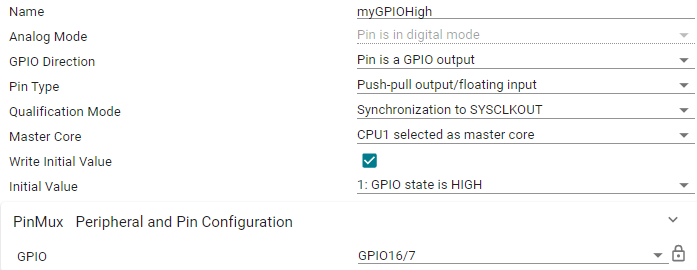 Name myGPIOHigh
Analog Mode Pin is in digital mode
GPIO Direction Pin is a GPIO output
Pin Type Push-pull output/floating input
Qualification Mode Synchronization to SYSCLKOUT
Master Core CPU1 selected as master core
Write Initial Value
Initial Value 1: GPIO state is HIGH
PinMux Peripheral and Pin Configuration
GPIO GPIO16/7